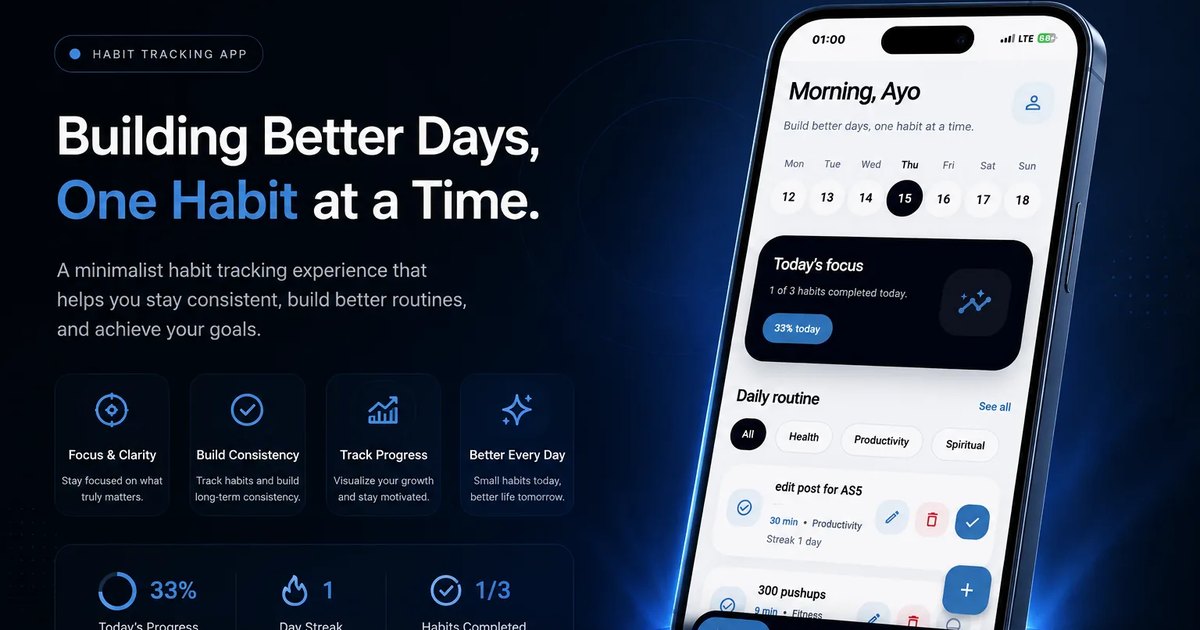 HABIT TRACKING APP
Building Better Days,
One Habit at a Time.
A minimalist habit tracking experience that
helps you stay consistent, build better routines,
and achieve your goals.
Focus & Clarity
Stay focused on what
truly matters.
Build Consistency
Track habits and build
long-term consistency.
Track Progress
Visualize your growth
and stay motivated.
Better Every Day
Small habits today,
better life tomorrow.
33%
Today's Progress
1
Day Streak
1/3
Habits Completed
01:00
LTE 68
Morning, Ayo
Build better days, one habit at a time.
Mon Tue Wed Thu Fri Sat Sun
12 13 14 15 16 17 18
Today's focus
1 of 3 habits completed today.
33% today
Daily routine
See all
All Health Productivity Spiritual
edit post for AS5
30 min • Productivity
Streak 1 day
300 pushups
9 min • Fitness